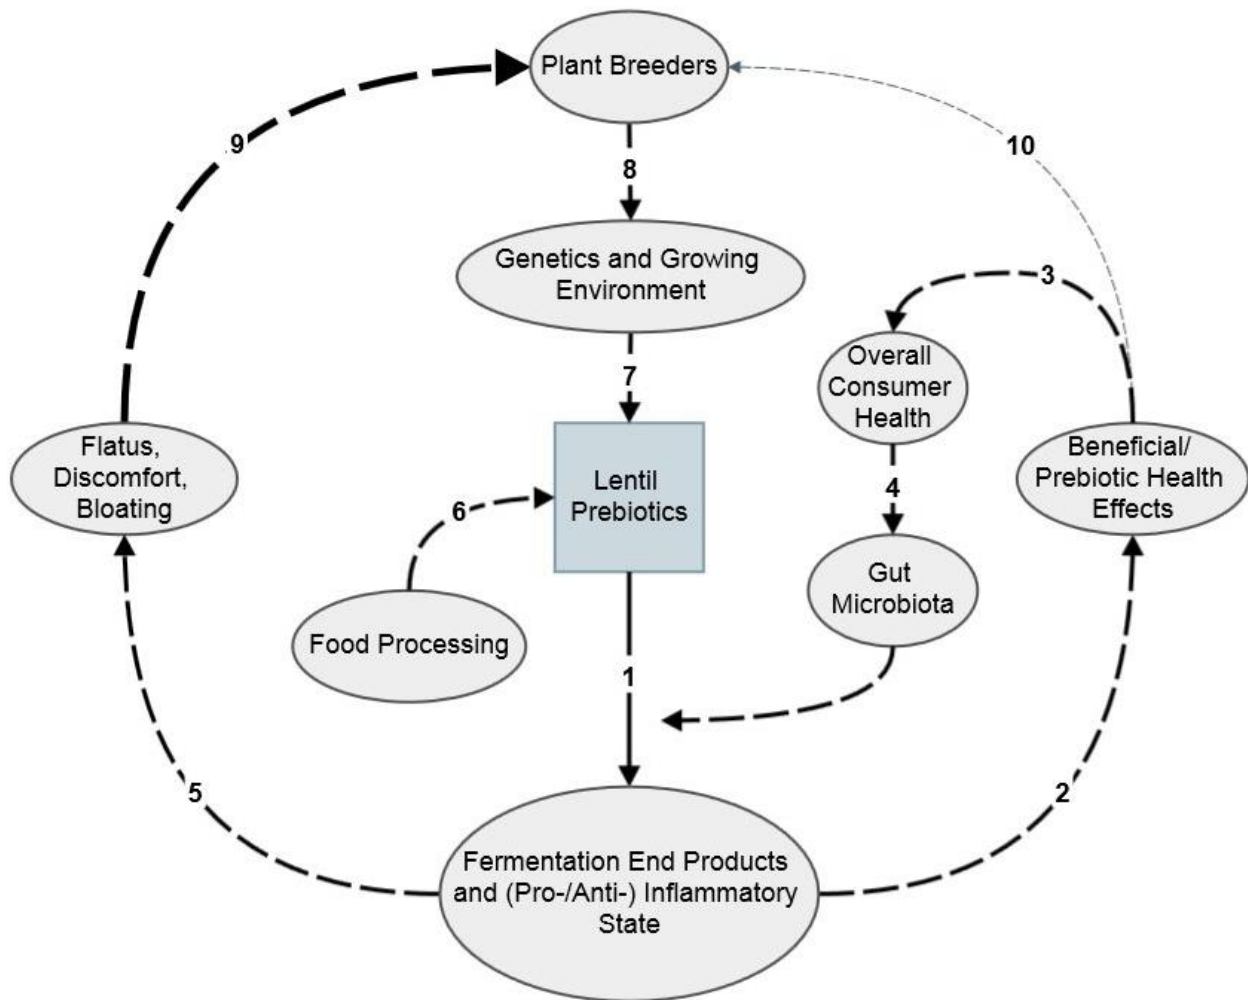 Plant Breeders
9
10
8
Genetics and Growing
Environment
3
7
Overall
Consumer
Health
Flatus,
Discomfort,
Bloating
Lentil
Prebiotics
Beneficial/
Prebiotic Health
Effects
6
4
Gut
Microbiota
Food Processing
1
5
2
Fermentation End Products
and (Pro-/Anti-) Inflammatory
State